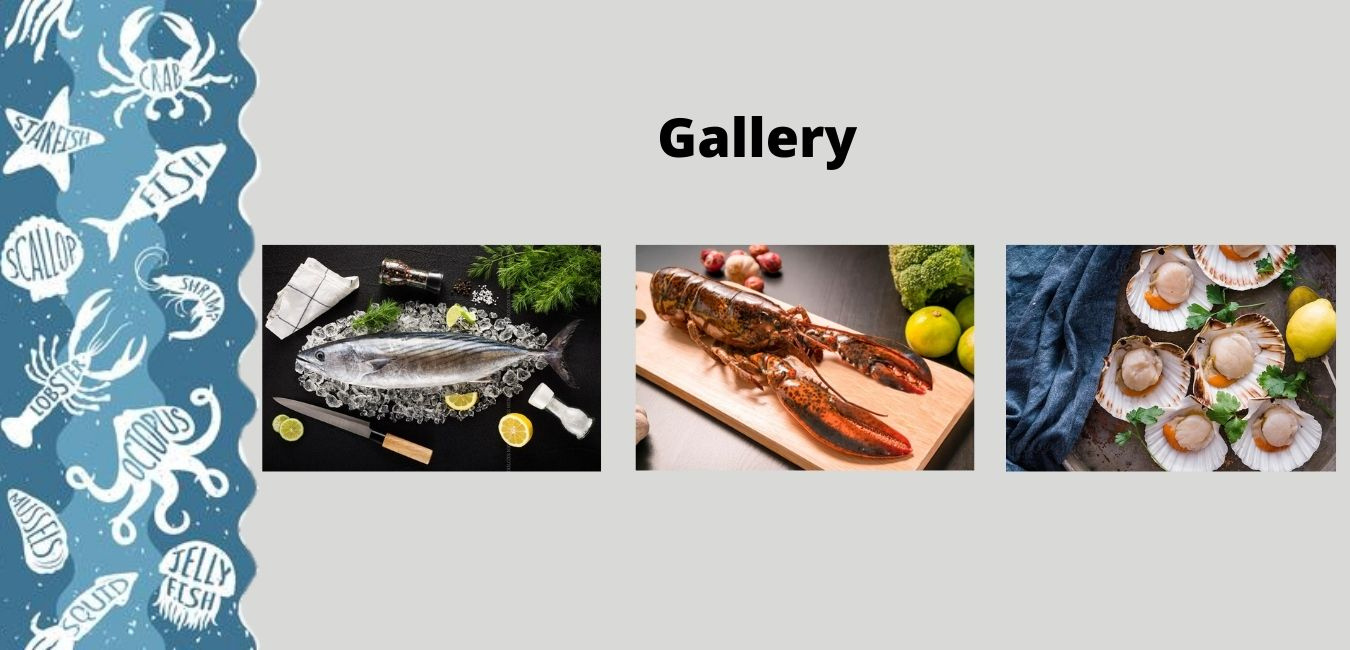 CRAB
STARFISH
FISH
SCALLOP
SHRIMP
LOBSTER
OCTOPUS
MUSSELS
JELLY
FISH
SQUID
Gallery